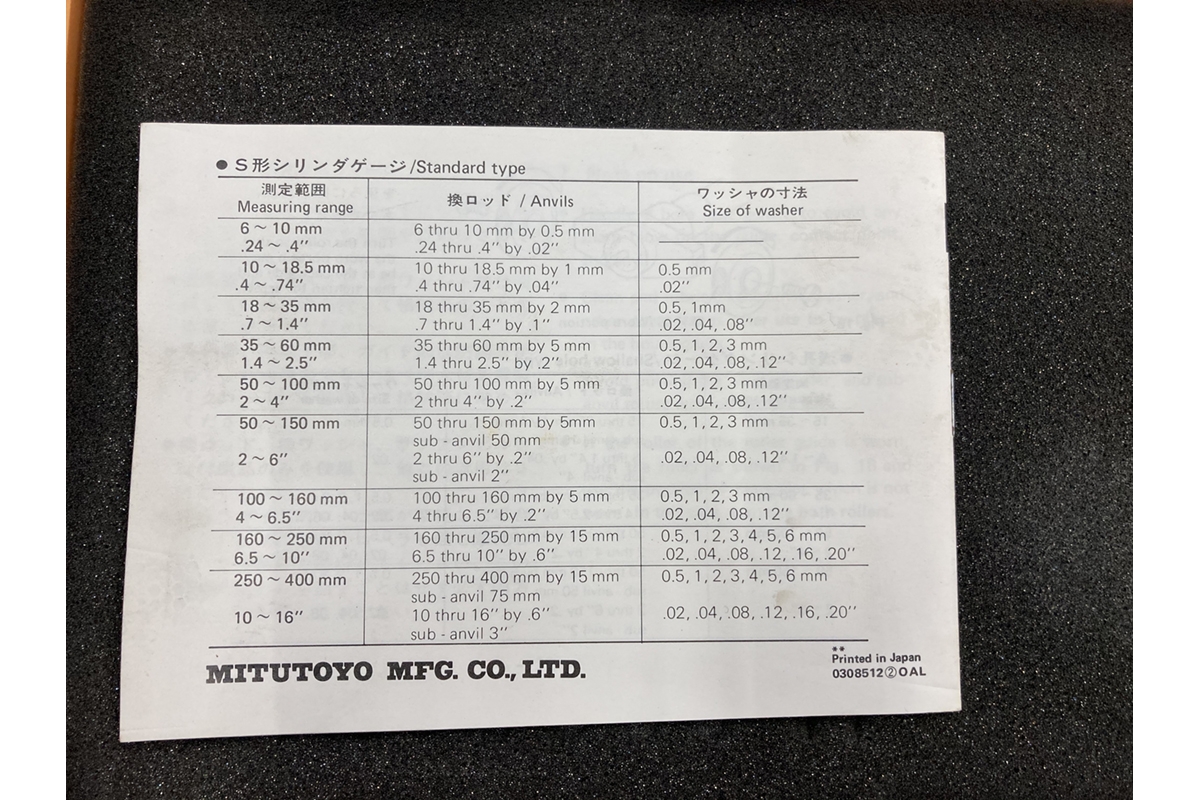 ● S形シリンダゲージ/Standard type
測定範囲 換ロッド / Anvils ワッシャの寸法
Measuring range Size of washer
6 ~ 10 mm 6 thru 10 mm by 0.5 mm
.24 ~ .4" .24 thru .4" by .02"
10 ~ 18.5 mm 10 thru 18.5 mm by 1 mm 0.5 mm
.4 ~ .74" .4 thru .74" by .04" .02"
18 ~ 35 mm 18 thru 35 mm by 2 mm 0.5, 1mm
.7 ~ 1.4" .7 thru 1.4" by .1" .02, .04, .08"
35 ~ 60 mm 35 thru 60 mm by 5 mm 0.5, 1, 2, 3 mm
1.4 ~ 2.5" 1.4 thru 2.5" by .2" .02, .04, .08, .12"
50 ~ 100 mm 50 thru 100 mm by 5 mm 0.5, 1, 2, 3 mm
2 ~ 4" 2 thru 4" by .2" .02, .04, .08, .12"
50 ~ 150 mm 50 thru 150 mm by 5mm 0.5, 1, 2, 3 mm
sub - anvil 50 mm
2 ~ 6" 2 thru 6" by .2" .02, .04, .08, .12"
sub - anvil 2"
100 ~ 160 mm 100 thru 160 mm by 5 mm 0.5, 1, 2, 3 mm
4 ~ 6.5" 4 thru 6.5" by .2" .02, .04, .08, .12"
160 ~ 250 mm 160 thru 250 mm by 15 mm 0.5, 1, 2, 3, 4, 5, 6 mm
6.5 ~ 10" 6.5 thru 10" by .6" .02, .04, .08, .12, .16, .20"
250 ~ 400 mm 250 thru 400 mm by 15 mm 0.5, 1, 2, 3, 4, 5, 6 mm
sub - anvil 75 mm
10 ~ 16" 10 thru 16" by .6" .02, .04, .08, .12, .16, .20"
sub - anvil 3"
MITUTOYO MFG. CO., LTD.
**
Printed in Japan
0308512②OAL